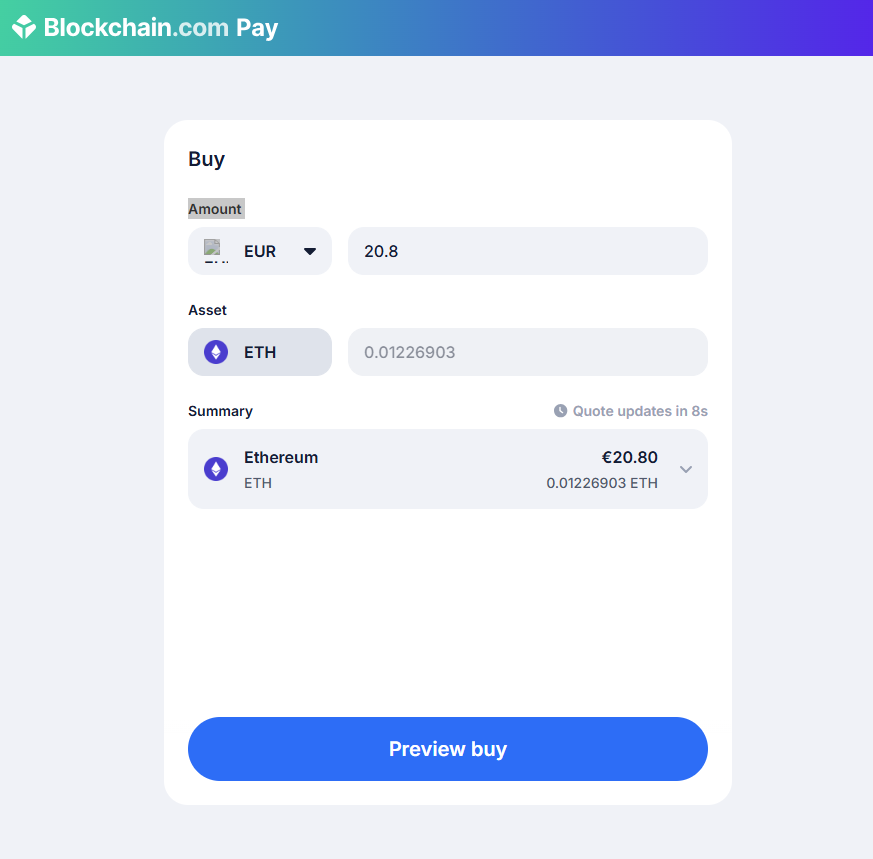 Blockchain.com Pay
Buy
Amount
EUR
20.8
Asset
ETH
0.01226903
Summary
Quote updates in 8s
Ethereum
€20.80
ETH
0.01226903 ETH
Preview buy